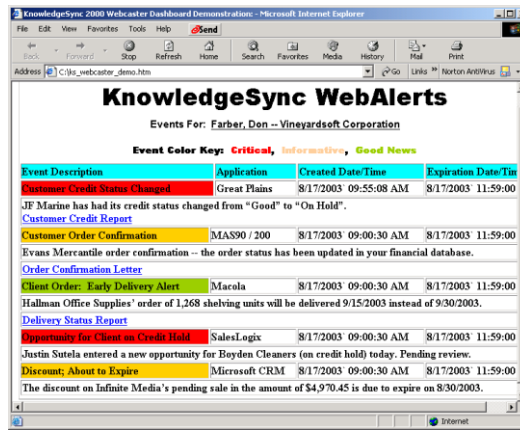 KnowledgeSync 2000 Webcaster Dashboard Demonstration: - Microsoft Internet Explorer
File Edit View Favorites Tools Help Send
Back Forward Stop Refresh Home Search Favorites Media History Mail Print
Address C:\ks_webcaster_demo.htm Go Links » Norton AntiVirus
KnowledgeSync WebAlerts
Events For: Farber, Don -- Vineyardsoft Corporation
Event Color Key: Critical, Informative, Good News
Event Description Application Created Date/Time Expiration Date/Tim
Customer Credit Status Changed Great Plains 8/17/2003` 09:55:08 AM 8/17/2003` 11:59:00
JF Marine has had its credit status changed from “Good” to “On Hold”.
Customer Credit Report
Customer Order Confirmation MAS90 / 200 8/17/2003` 09:00:30 AM 8/17/2003` 11:59:00
Evans Mercantile order confirmation -- the order status has been updated in your financial database.
Order Confirmation Letter
Client Order: Early Delivery Alert Macola 8/17/2003` 09:00:30 AM 8/17/2003` 11:59:00
Hallman Office Supplies’ order of 1,268 shelving units will be delivered 9/15/2003 instead of 9/30/2003.
Delivery Status Report
Opportunity for Client on Credit Hold SalesLogix 8/17/2003` 09:00:30 AM 8/17/2003` 11:59:00
Justin Sutela entered a new opportunity for Boyden Cleaners (on credit hold) today. Pending review.
Discount; About to Expire Microsoft CRM 8/17/2003` 09:00:30 AM 8/17/2003` 11:59:00
The discount on Infinite Media’s pending sale in the amount of $4,970.45 is due to expire on 8/30/2003.
Internet